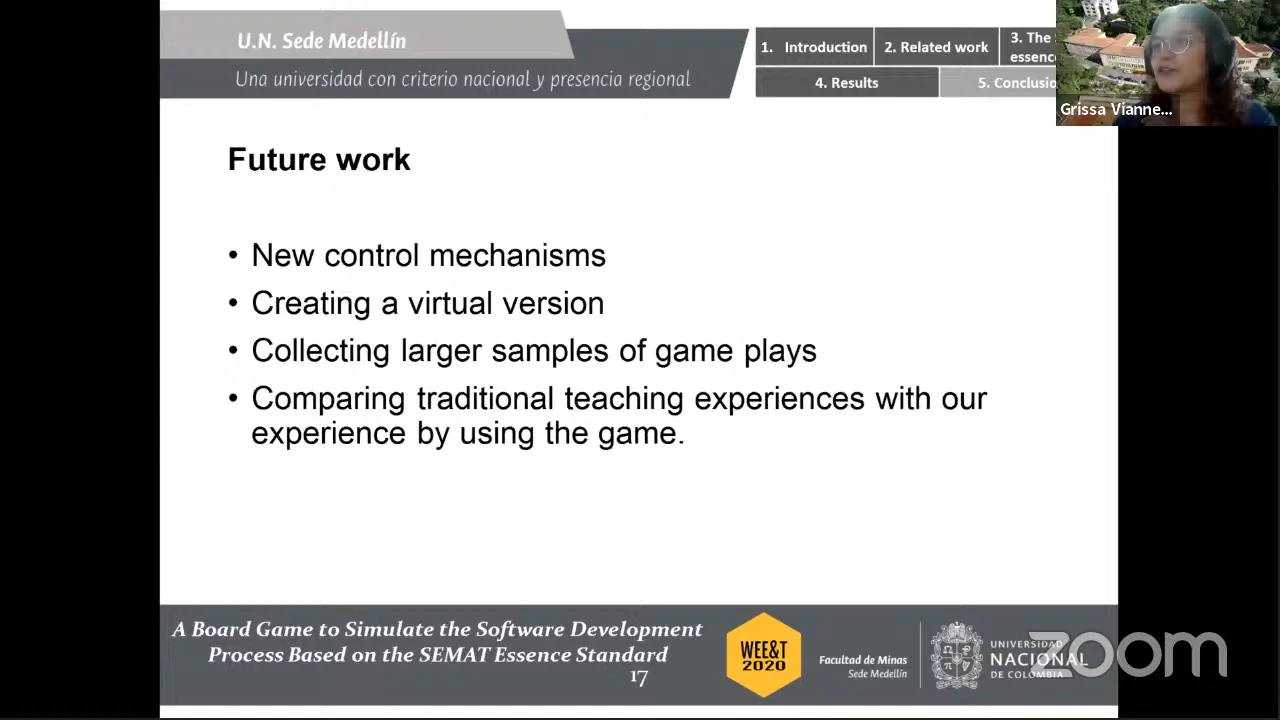 U.N. Sede Medellín
Una universidad con criterio nacional y presencia regional
1. Introduction
2. Related work
3. The
4. Results
5.
Grissa Vianne...
Future work
• New control mechanisms
• Creating a virtual version
• Collecting larger samples of game plays
• Comparing traditional teaching experiences with our
experience by using the game.
A Board Game to Simulate the Software Development
Process Based on the SEMAT Essence Standard
17
WEE&T
2020
Facultad de Minas
Sede Medellín
UNIVERSIDAD
NACIONAL
DE COLOMBIA
zoom